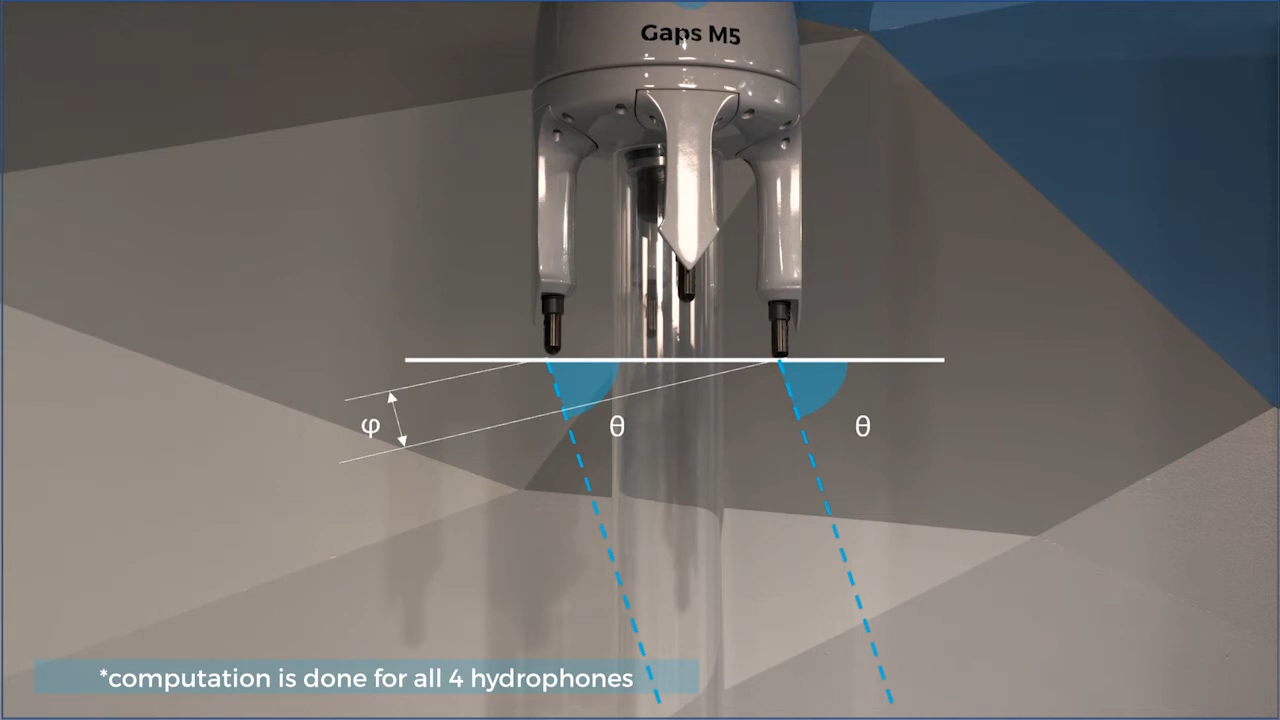 Gaps M5
φ
θ
θ
*computation is done for all 4 hydrophones